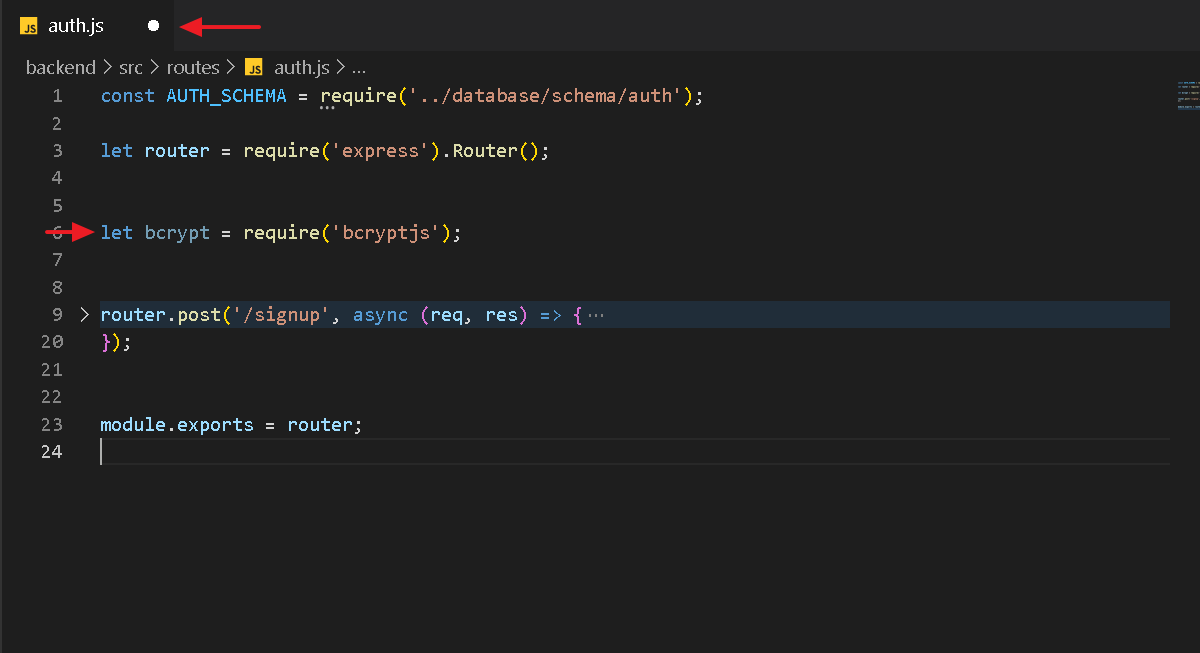 JS auth.js
backend > src > routes > JS auth.js > ...
1 const AUTH_SCHEMA = require('../database/schema/auth');
2
3 let router = require('express').Router();
4
5
6 let bcrypt = require('bcryptjs');
7
8
9 > router.post('/signup', async (req, res) => {···
20 });
21
22
23 module.exports = router;
24